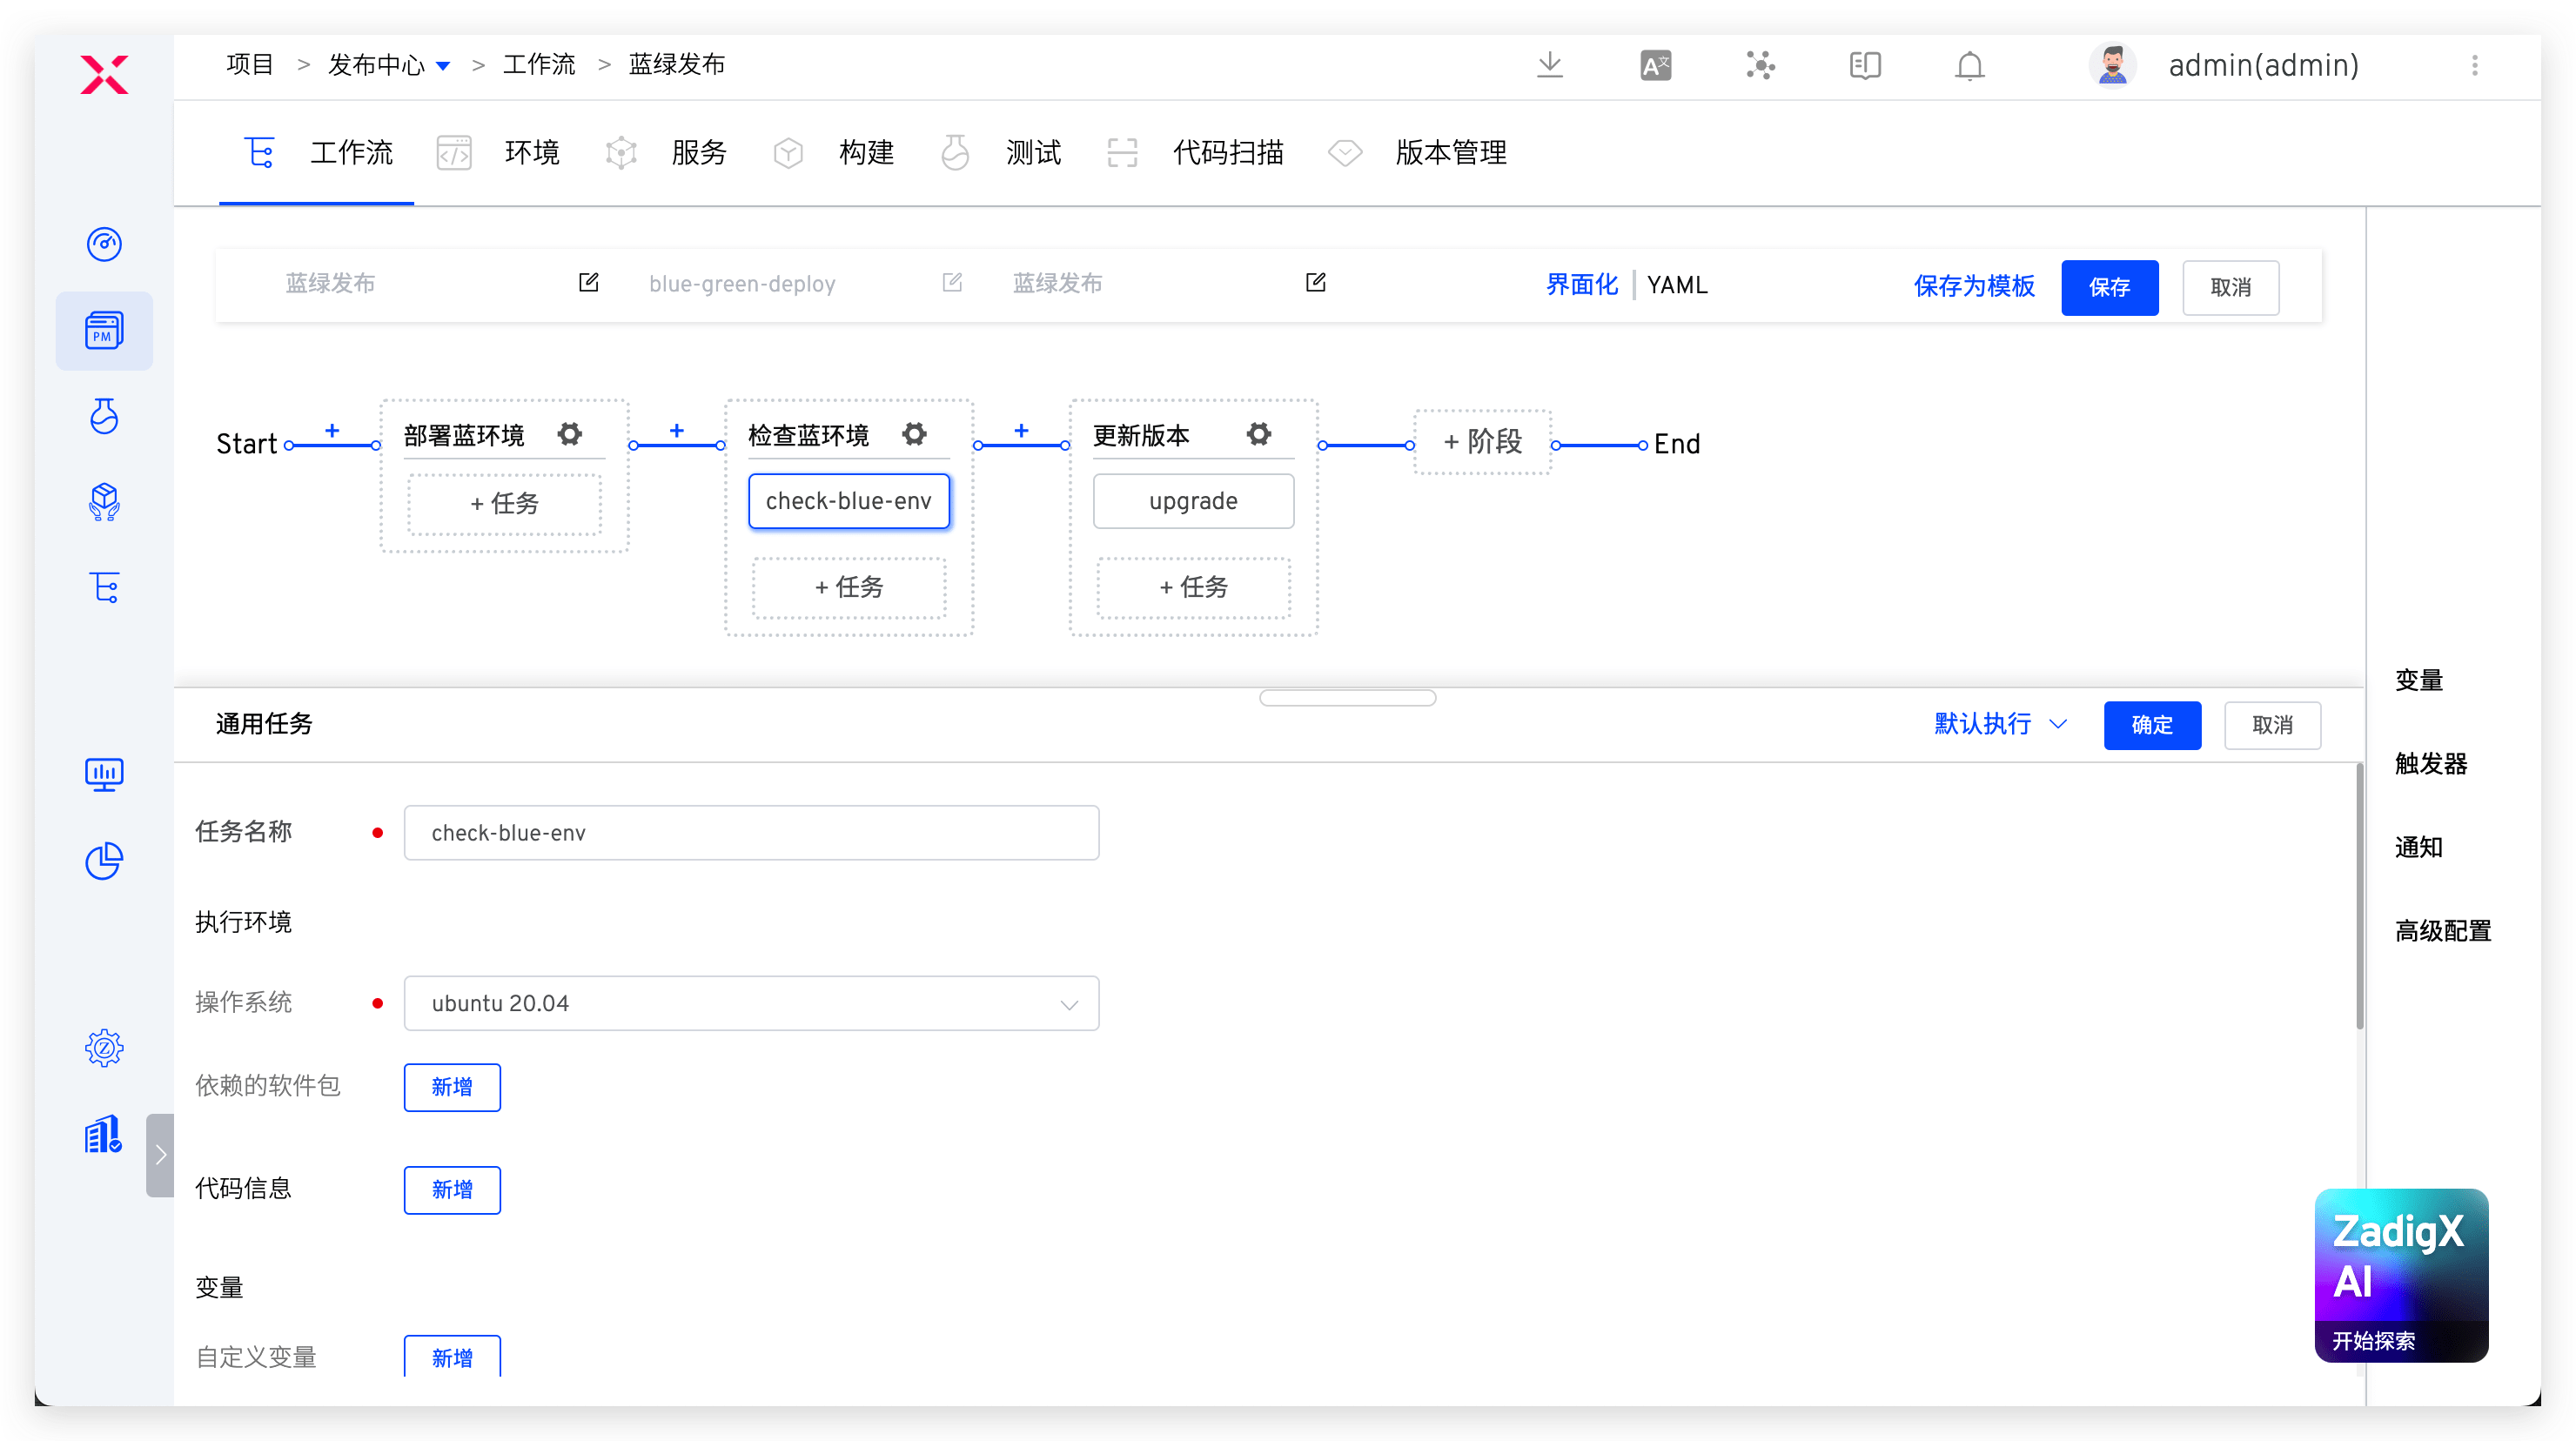 项目 > 发布中心 > 工作流 > 蓝绿发布
admin(admin)
工作流 环境 服务 构建 测试 代码扫描 版本管理
蓝绿发布 blue-green-deploy 蓝绿发布 界面化 YAML 保存为模板 保存 取消
Start + 部署蓝环境 + 检查蓝环境 + 更新版本 + 阶段 End
+ 任务 check-blue-env upgrade
+ 任务 + 任务
通用任务 默认执行 确定 取消
任务名称 check-blue-env
执行环境
操作系统 ubuntu 20.04
依赖的软件包 新增
代码信息 新增
变量
自定义变量 新增
变量
触发器
通知
高级配置
ZadigX
AI
开始探索
PM
A文
Z